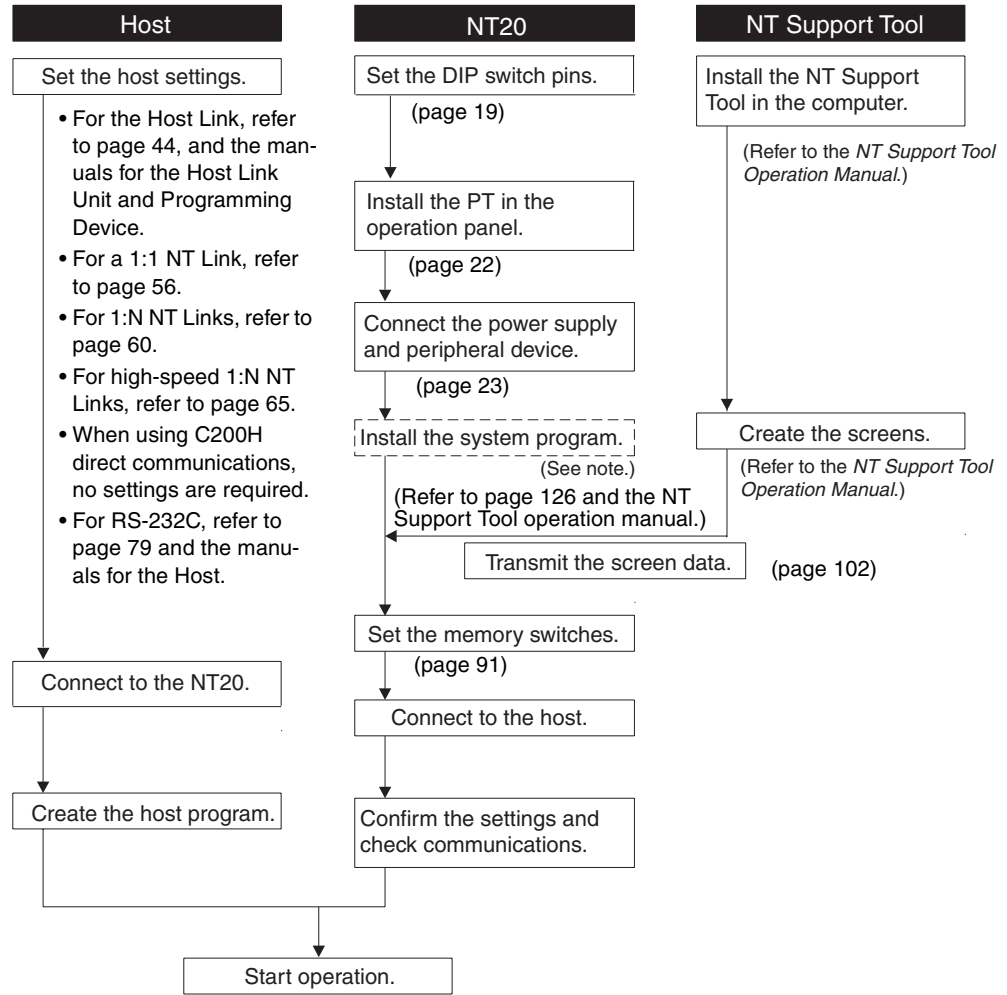 Host
Set the host settings.
• For the Host Link, refer
to page 44, and the man-
uals for the Host Link
Unit and Programming
Device.
• For a 1:1 NT Link, refer
to page 56.
• For 1:N NT Links, refer to
page 60.
• For high-speed 1:N NT
Links, refer to page 65.
• When using C200H
direct communications,
no settings are required.
• For RS-232C, refer to
page 79 and the manu-
als for the Host.
Connect to the NT20.
Create the host program.
NT20
Set the DIP switch pins.
(page 19)
Install the PT in the
operation panel.
(page 22)
Connect the power supply
and peripheral device.
(page 23)
Install the system program.
(See note.)
(Refer to page 126 and the NT
Support Tool operation manual.)
Transmit the screen data.
(page 102)
Set the memory switches.
(page 91)
Connect to the host.
Confirm the settings and
check communications.
NT Support Tool
Install the NT Support
Tool in the computer.
(Refer to the NT Support Tool
Operation Manual.)
Create the screens.
(Refer to the NT Support Tool
Operation Manual.)
Start operation.